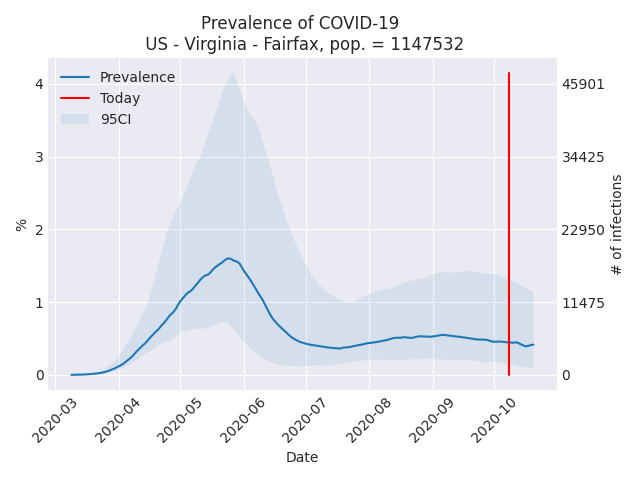 Prevalence of COVID-19
US - Virginia - Fairfax, pop. = 1147532
Prevalence
Today
95CI
4
3
2
1
0
%
45901
34425
22950
11475
0
# of infections
2020-03
2020-04
2020-05
2020-06
2020-07
2020-08
2020-09
2020-10
Date